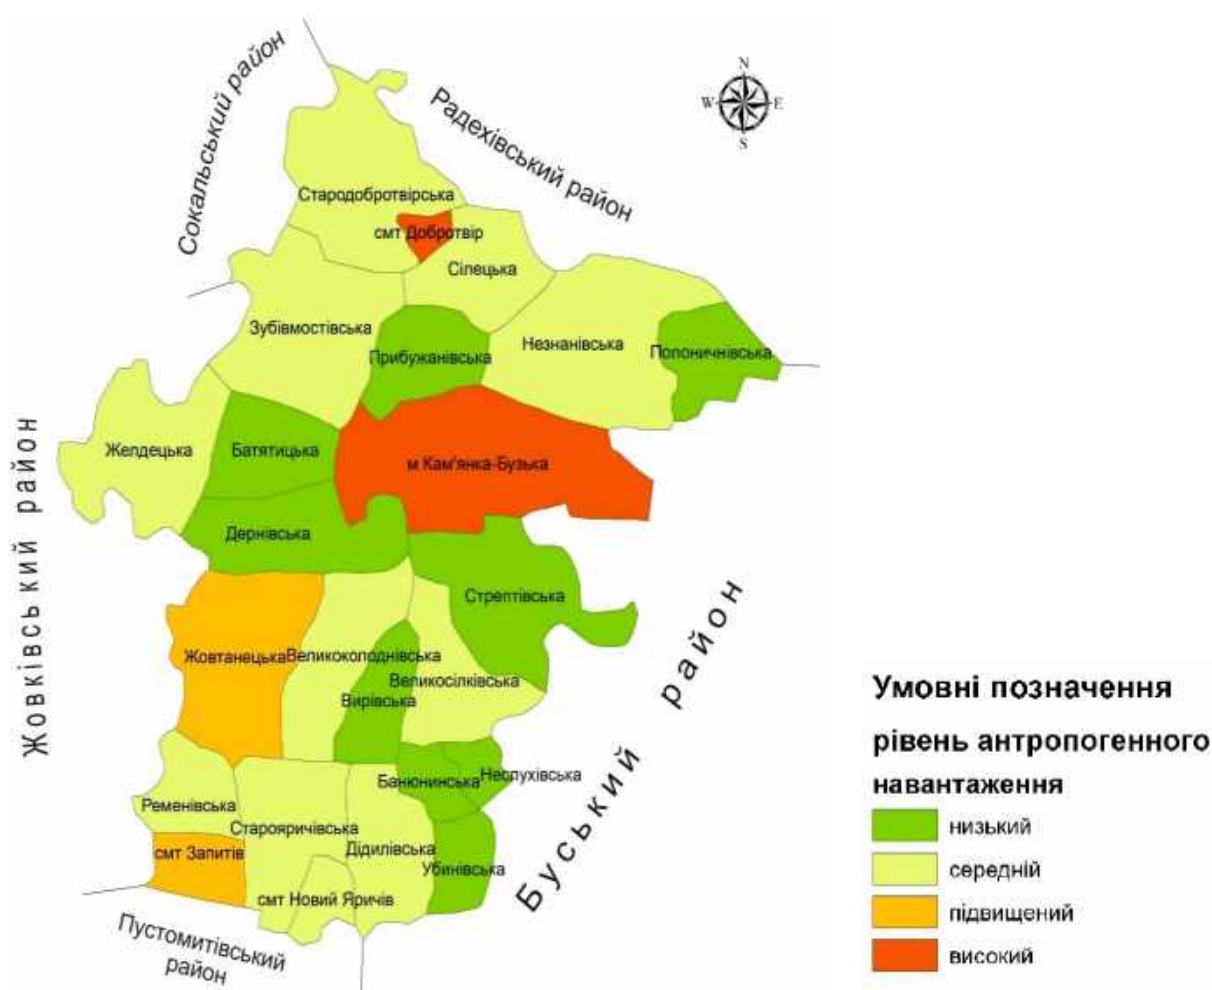 Сокальський район
Радехівський район
N
W
E
S
Стародобротвірська
смт Добротвір
Сілецька
Зубівмостівська
Незнанівська
Прибужанівська
Полоничнівська
Желдецька
Батятицька
м Кам'янка-Бузька
Дернівська
Жовківський район
Стрептівська
Жовтанецька
Великоколоднівська
Великосілківська
Вирівська
Буський район
Банюнинська
Неслухівська
Ременівська
Старояричівська
смт Запитів
Дідилівська
Убинівська
смт Новий Яричів
Пустомитівський
район
Умовні позначення
рівень антропогенного
навантаження
низький
середній
підвищений
високий